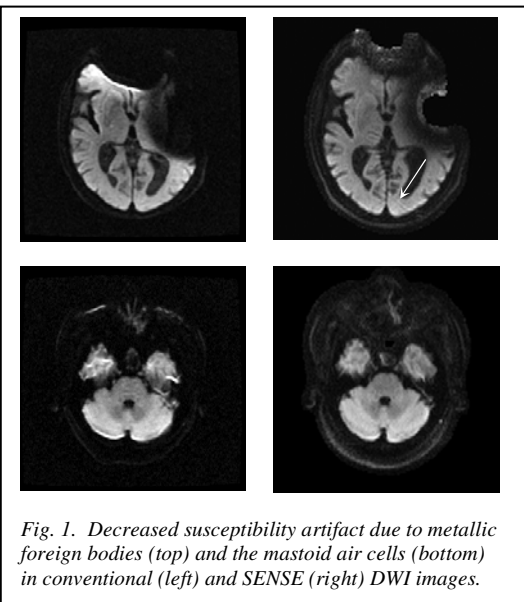 Fig. 1. Decreased susceptibility artifact due to metallic
foreign bodies (top) and the mastoid air cells (bottom)
in conventional (left) and SENSE (right) DWI images.